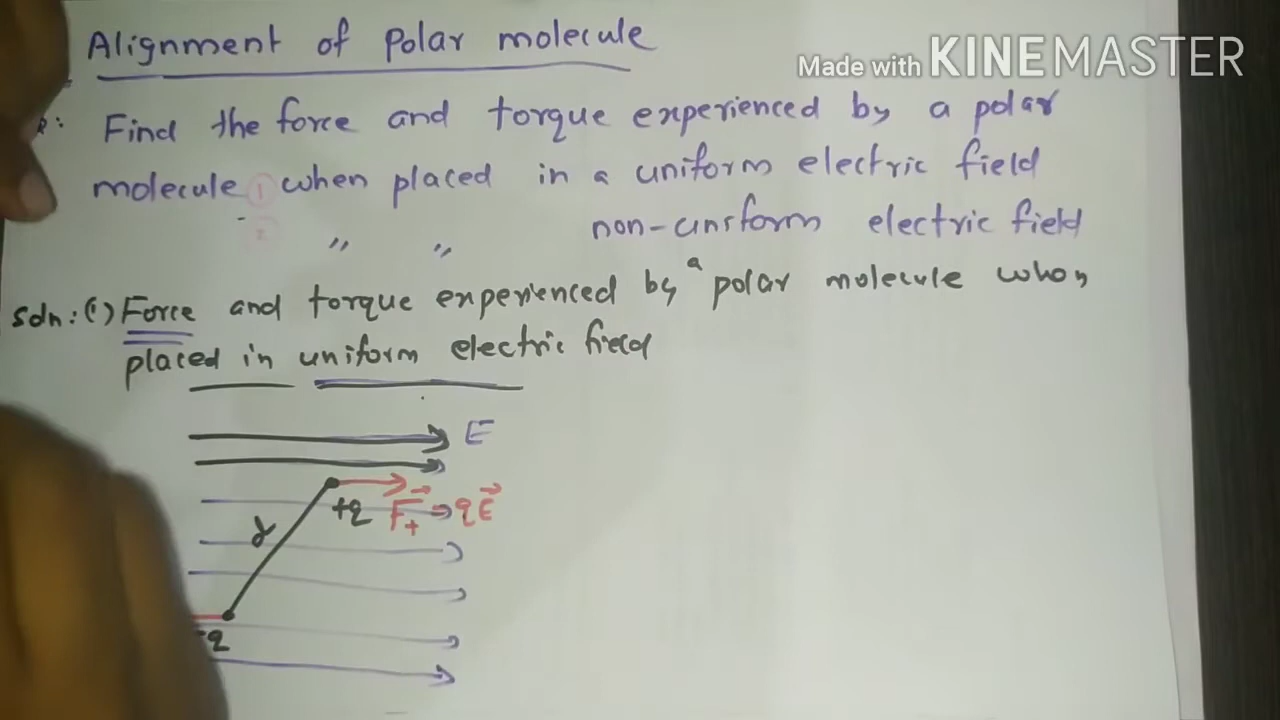 Alignment of Polar molecule
Made with KINEMASTER
Find the force and torque experienced by a polar
molecule (1) when placed in a uniform electric field
" " non-uniform electric field
Soln: (1) Force and torque experienced by a polar molecule when
placed in uniform electric field
E
+q F₊ = qE
d
-q